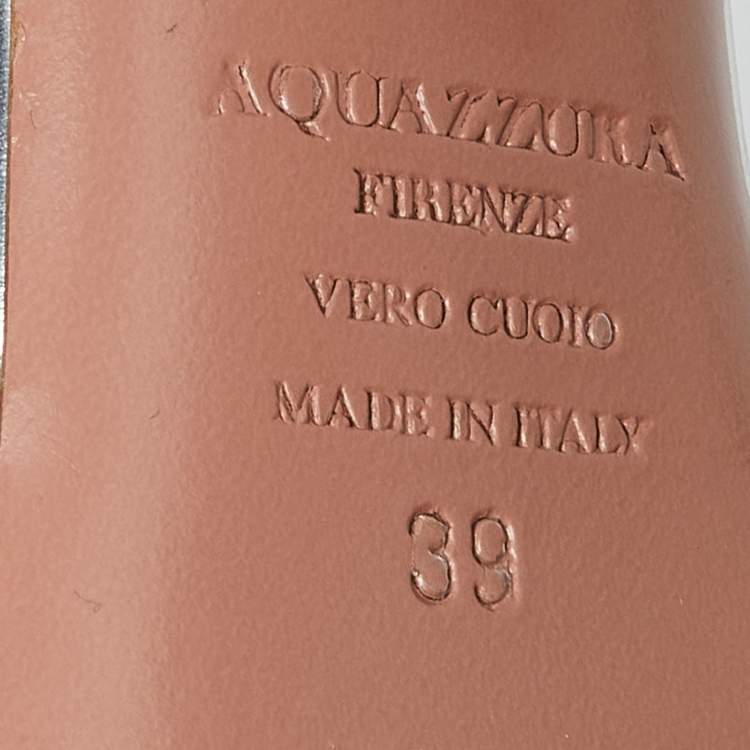 AQUAZZURA
FIRENZE
VERO CUOIO
MADE IN ITALY
39